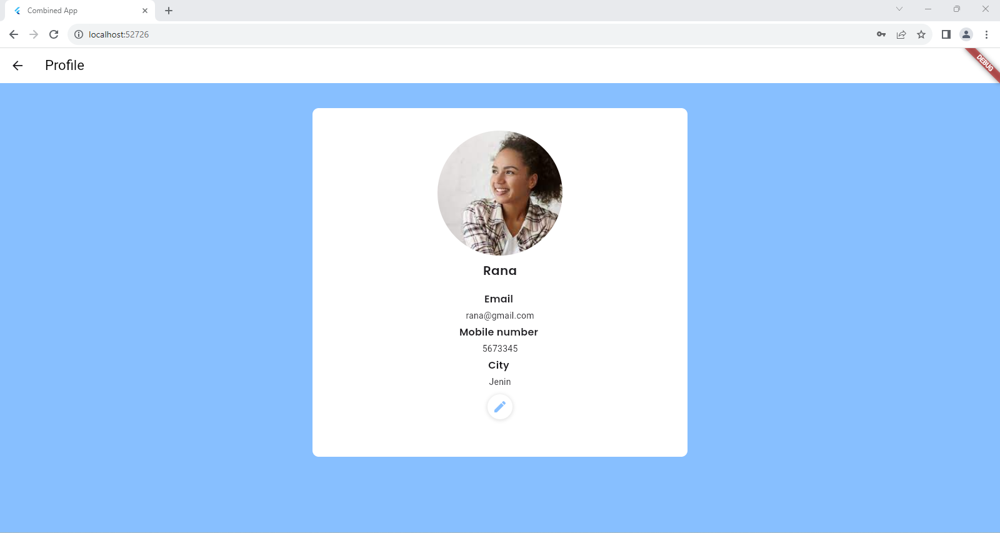 Combined App
localhost:52726
Profile
DEBUG
Rana
Email
rana@gmail.com
Mobile number
5673345
City
Jenin